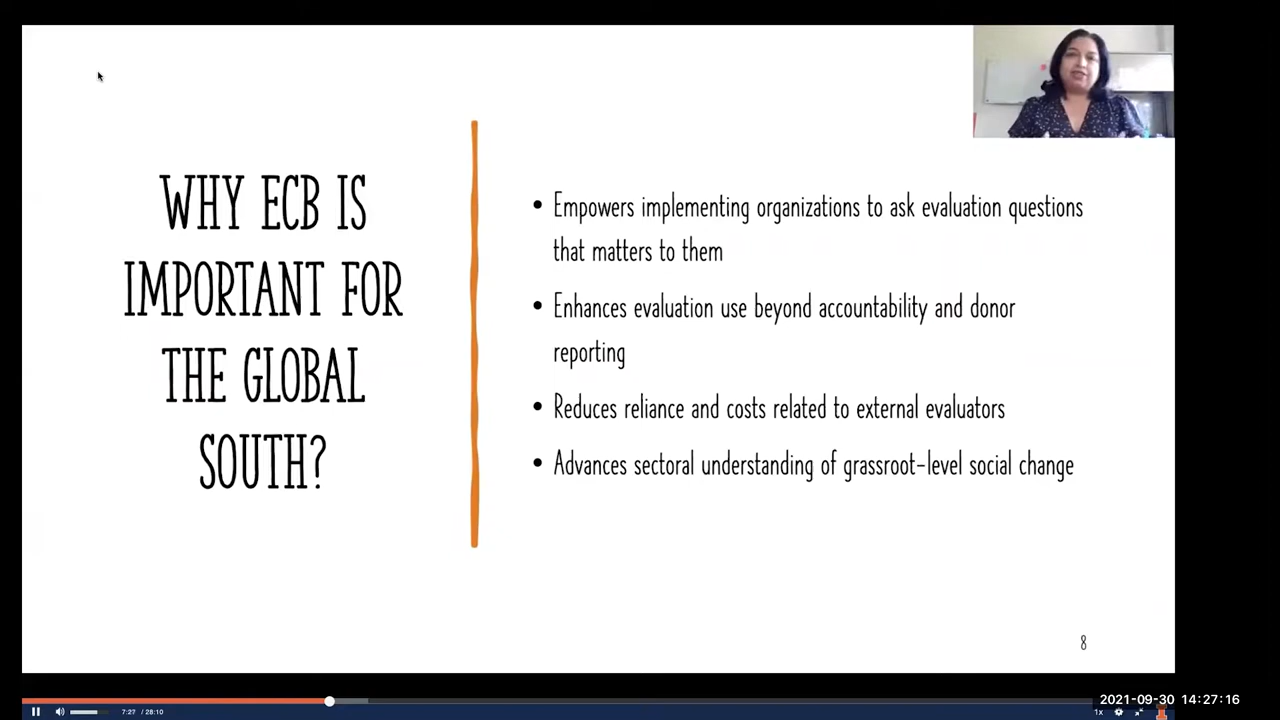 WHY ECB IS
IMPORTANT FOR
THE GLOBAL
SOUTH?
• Empowers implementing organizations to ask evaluation questions
that matters to them
• Enhances evaluation use beyond accountability and donor
reporting
• Reduces reliance and costs related to external evaluators
• Advances sectoral understanding of grassroot-level social change
8
2021-09-30 14:27:16
7:27 / 28:10
1x